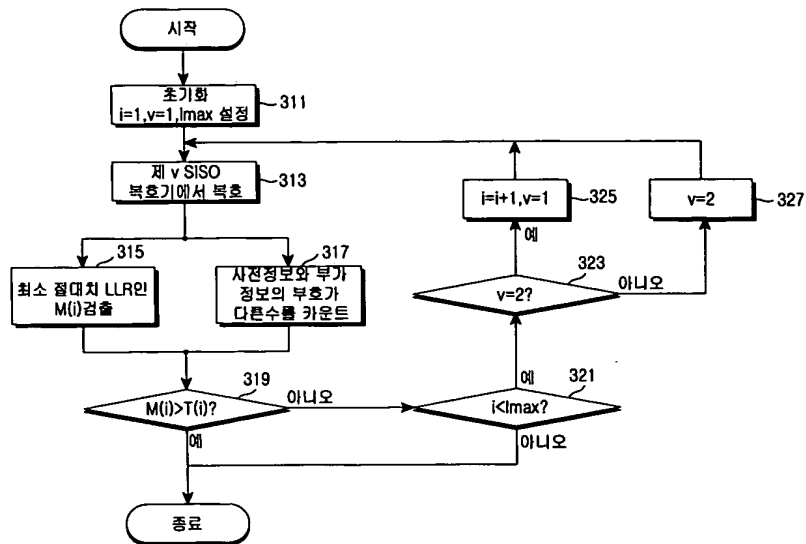 시작
초기화
i=1,v=1,Imax 설정
311
제 v SISO
복호기에서 복호
313
315
최소 절대치 LLR인
M(i)검출
317
사전정보와 부가
정보의 부호가
다른수를 카운트
319
M(i)>T(i)?
아니오
예
321
i<Imax?
예
아니오
323
v=2?
예
아니오
i=i+1,v=1
325
v=2
327
종료